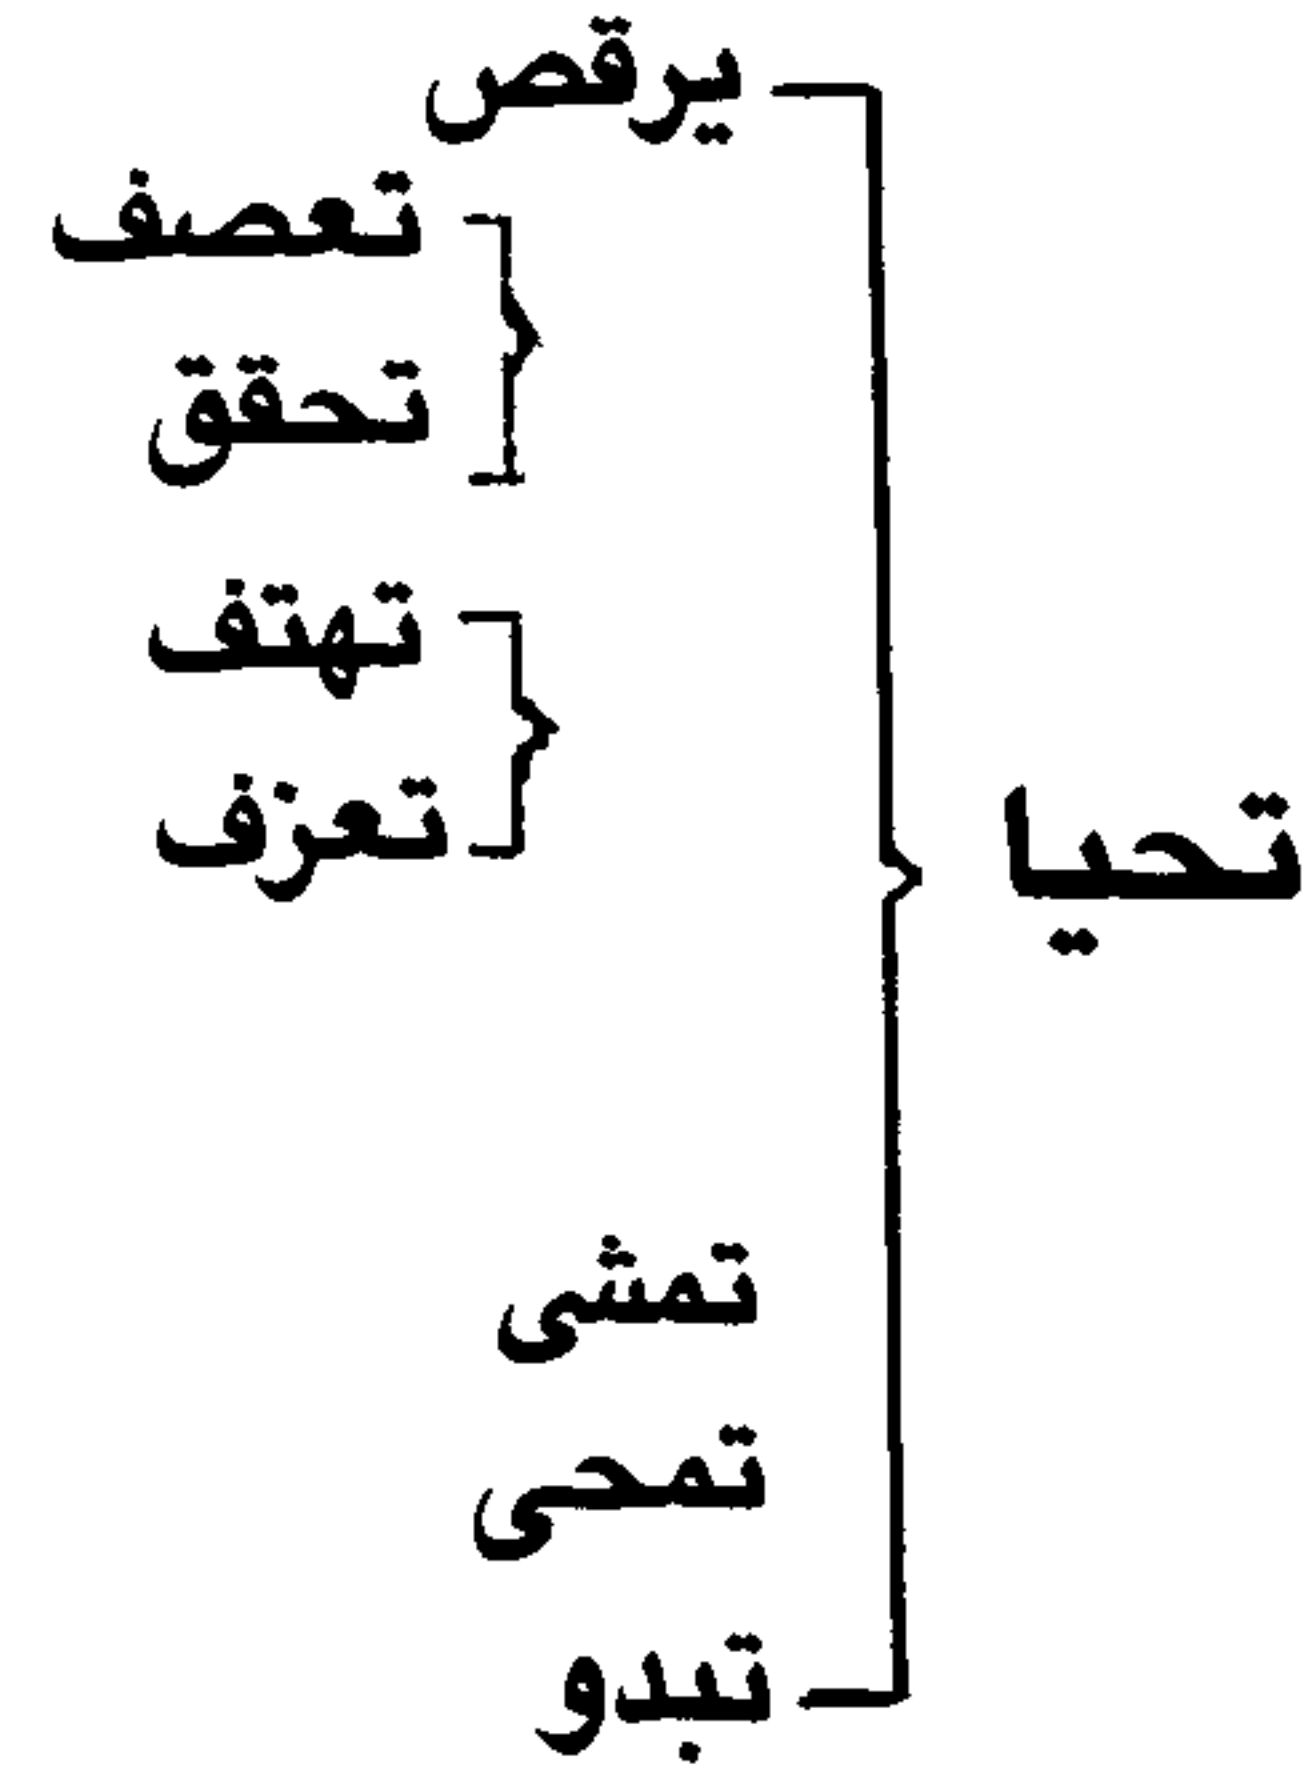 يرقص
تعصف
تحقق
تهتف
تعزف
تحيا
تمشى
تمحى
تبدو